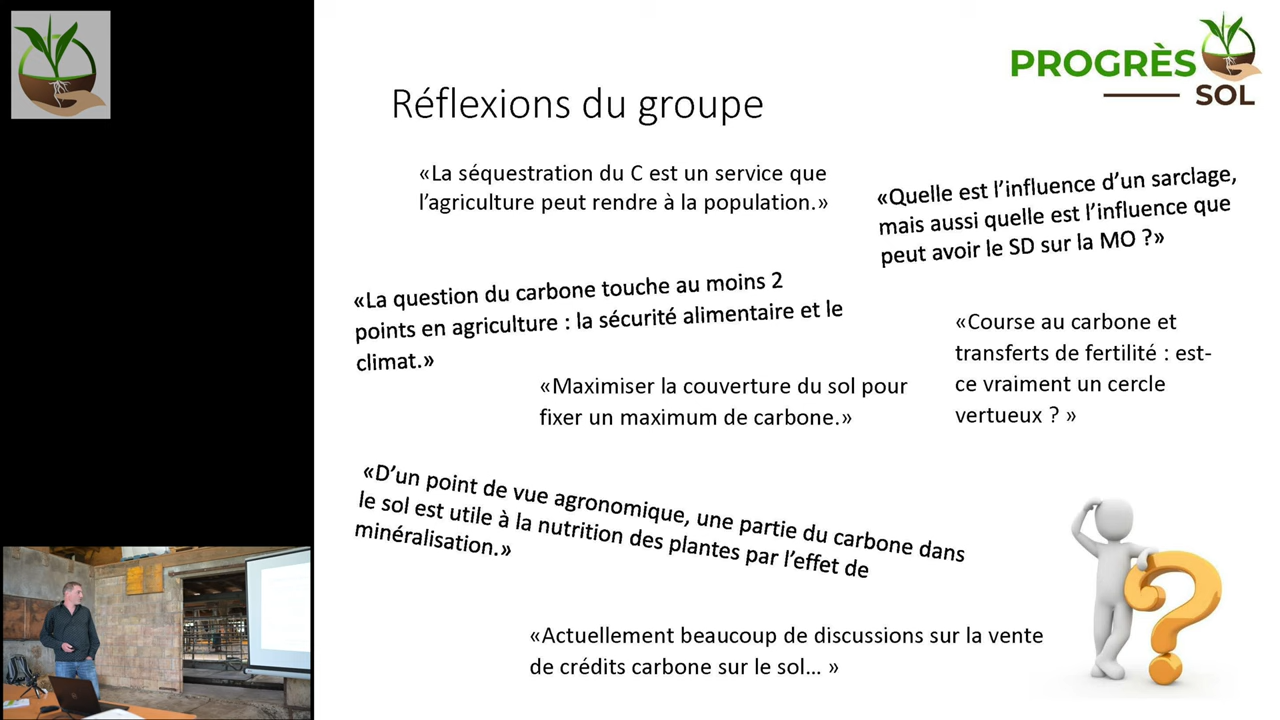 PROGRÈS
SOL
Réflexions du groupe
«La séquestration du C est un service que
l’agriculture peut rendre à la population.»
«Quelle est l’influence d’un sarclage,
mais aussi quelle est l’influence que
peut avoir le SD sur la MO ?»
«La question du carbone touche au moins 2
points en agriculture : la sécurité alimentaire et le
climat.»
«Course au carbone et
transferts de fertilité : est-
ce vraiment un cercle
vertueux ? »
«Maximiser la couverture du sol pour
fixer un maximum de carbone.»
«D’un point de vue agronomique, une partie du carbone dans
le sol est utile à la nutrition des plantes par l’effet de
minéralisation.»
«Actuellement beaucoup de discussions sur la vente
de crédits carbone sur le sol… »